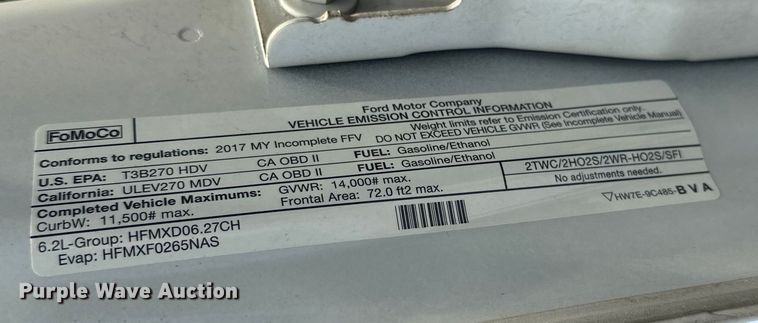 Ford Motor Company
FoMoCo VEHICLE EMISSION CONTROL INFORMATION
Weight limits refer to Emission Certification only.
Conforms to regulations: 2017 MY Incomplete FFV DO NOT EXCEED VEHICLE GVWR (See Incomplete Vehicle Manual)
U.S. EPA: T3B270 HDV CA OBD II FUEL: Gasoline/Ethanol
California: ULEV270 MDV CA OBD II FUEL: Gasoline/Ethanol
Completed Vehicle Maximums: GVWR: 14,000# max.
CurbW: 11,500# max. Frontal Area: 72.0 ft2 max.
2TWC/2HO2S/2WR-HO2S/SFI
No adjustments needed.
6.2L-Group: HFMXD06.27CH
Evap: HFMXF0265NAS
HW7E-9C485-BVA
Purple Wave Auction